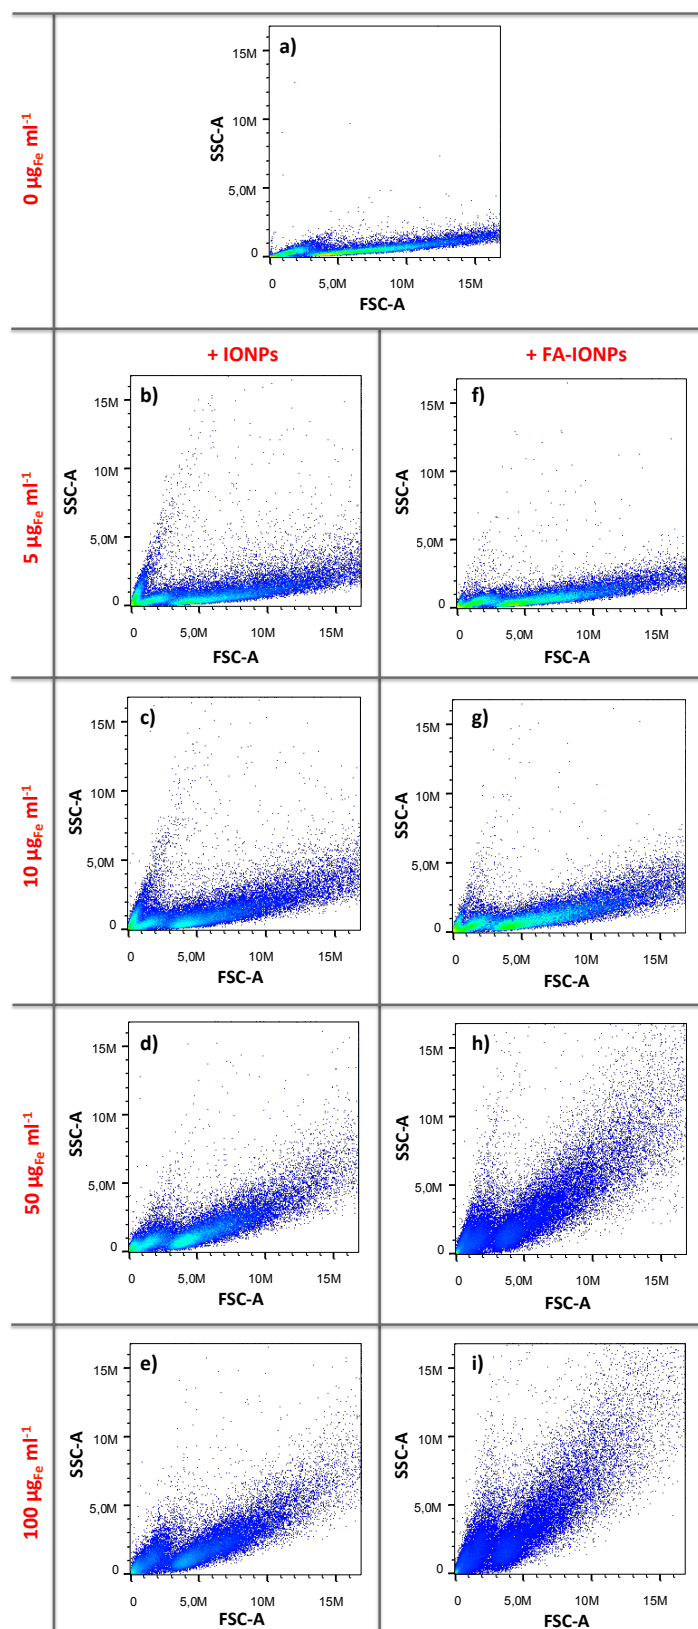 0 µgFe ml-1
a)
SSC-A
15M
10M
5,0M
0
0 5,0M 10M 15M
FSC-A
+ IONPs
+ FA-IONPs
5 µgFe ml-1
b)
SSC-A
15M
10M
5,0M
0
0 5,0M 10M 15M
FSC-A
f)
SSC-A
15M
10M
5,0M
0
0 5,0M 10M 15M
FSC-A
10 µgFe ml-1
c)
SSC-A
15M
10M
5,0M
0
0 5,0M 10M 15M
FSC-A
g)
SSC-A
15M
10M
5,0M
0
0 5,0M 10M 15M
FSC-A
50 µgFe ml-1
d)
SSC-A
15M
10M
5,0M
0
0 5,0M 10M 15M
FSC-A
h)
SSC-A
15M
10M
5,0M
0
0 5,0M 10M 15M
FSC-A
100 µgFe ml-1
e)
SSC-A
15M
10M
5,0M
0
0 5,0M 10M 15M
FSC-A
i)
SSC-A
15M
10M
5,0M
0
0 5,0M 10M 15M
FSC-A